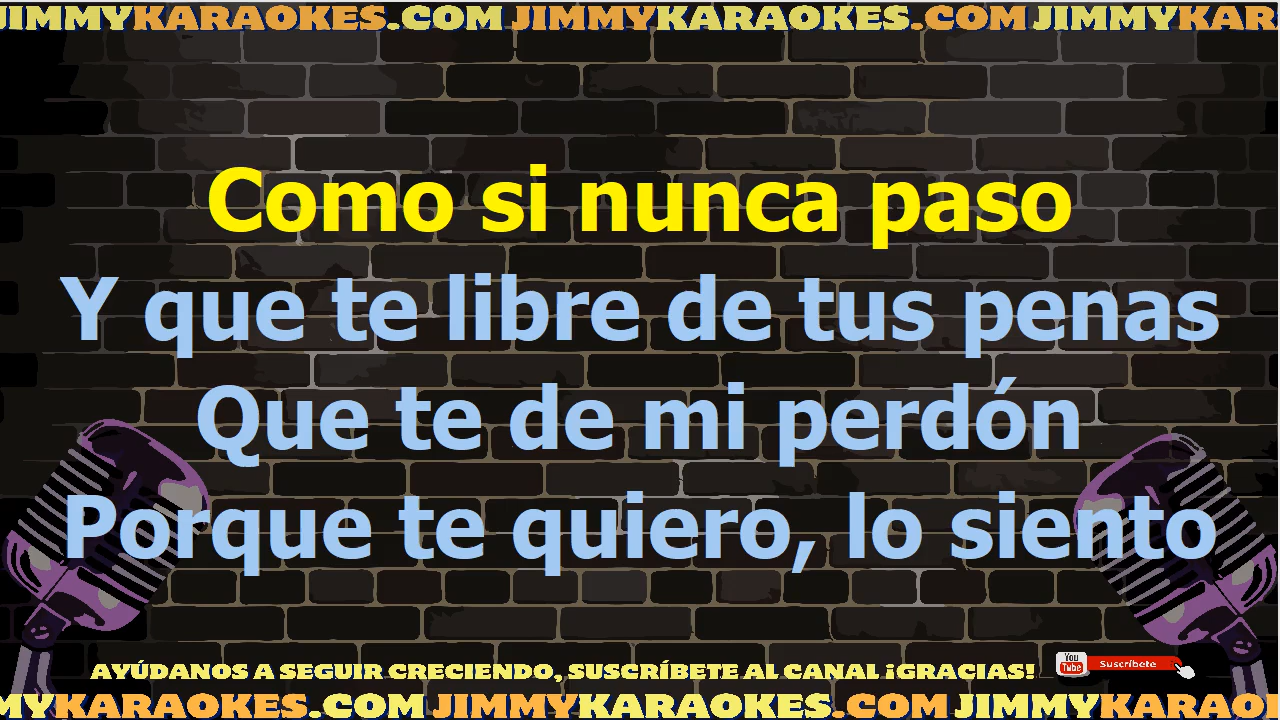 JIMMYKARAOKES.COM JIMMYKARAOKES.COM JIMMYKAR
Como si nunca paso
Y que te libre de tus penas
Que te de mi perdón
Porque te quiero, lo siento
AYÚDANOS A SEGUIR CRECIENDO, SUSCRÍBETE AL CANAL ¡GRACIAS! You Tube Suscríbete
MYKARAOKES.COM JIMMYKARAOKES.COM JIMMYKARAO